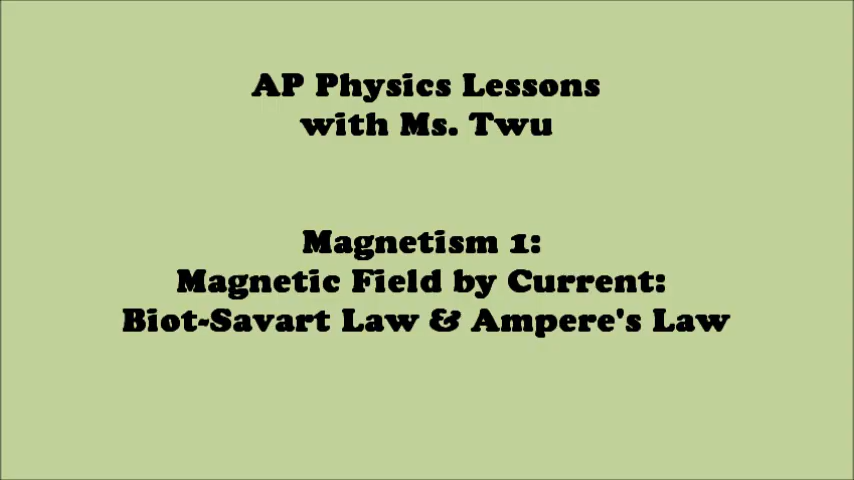 AP Physics Lessons
with Ms. Twu
Magnetism 1:
Magnetic Field by Current:
Biot-Savart Law & Ampere's Law